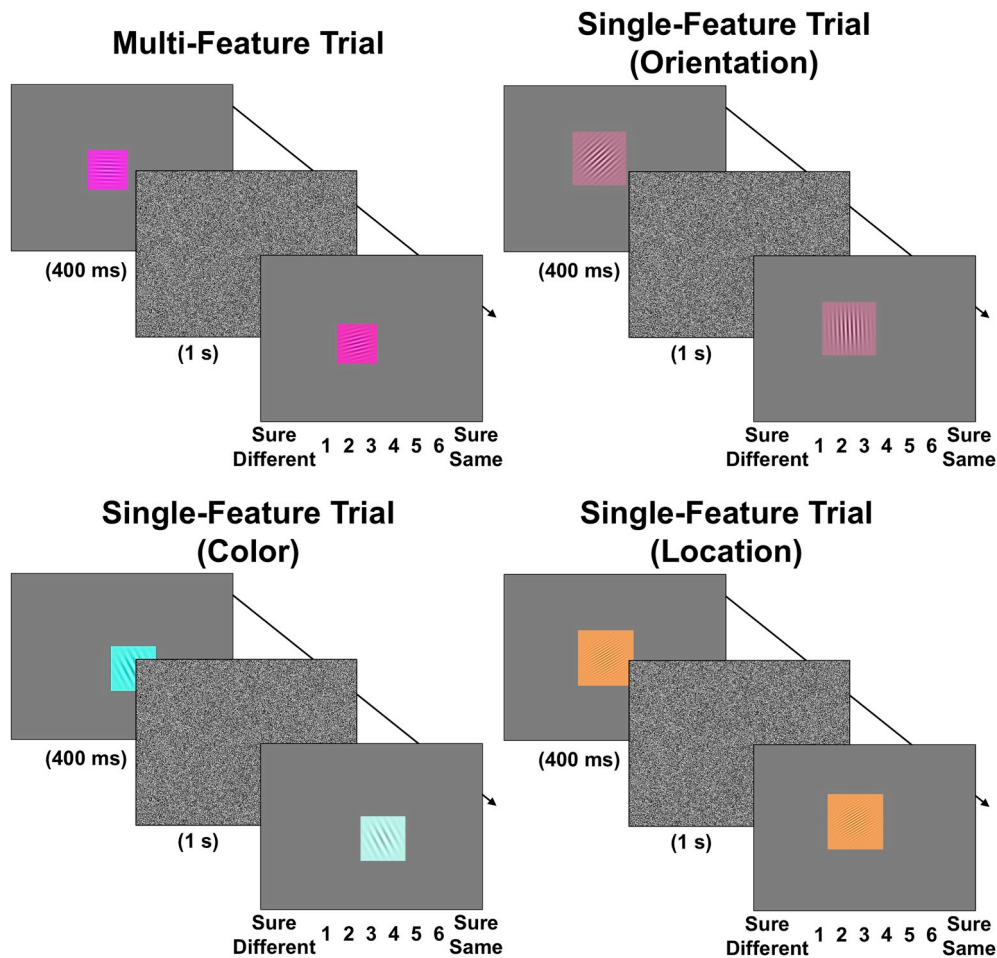 Multi-Feature Trial
(400 ms)
(1 s)
Sure
Different
1 2 3 4 5 6
Sure
Same
Single-Feature Trial
(Orientation)
(400 ms)
(1 s)
Sure
Different
1 2 3 4 5 6
Sure
Same
Single-Feature Trial
(Color)
(400 ms)
(1 s)
Sure
Different
1 2 3 4 5 6
Sure
Same
Single-Feature Trial
(Location)
(400 ms)
(1 s)
Sure
Different
1 2 3 4 5 6
Sure
Same